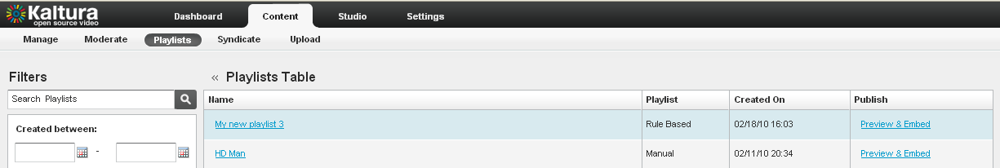 Kaltura
open source video
Dashboard Content Studio Settings
Manage Moderate Playlists Syndicate Upload
Filters
Search Playlists
Created between:
-
« Playlists Table
Name Playlist Created On Publish
My new playlist 3 Rule Based 02/18/10 16:03 Preview & Embed
HD Man Manual 02/11/10 20:34 Preview & Embed